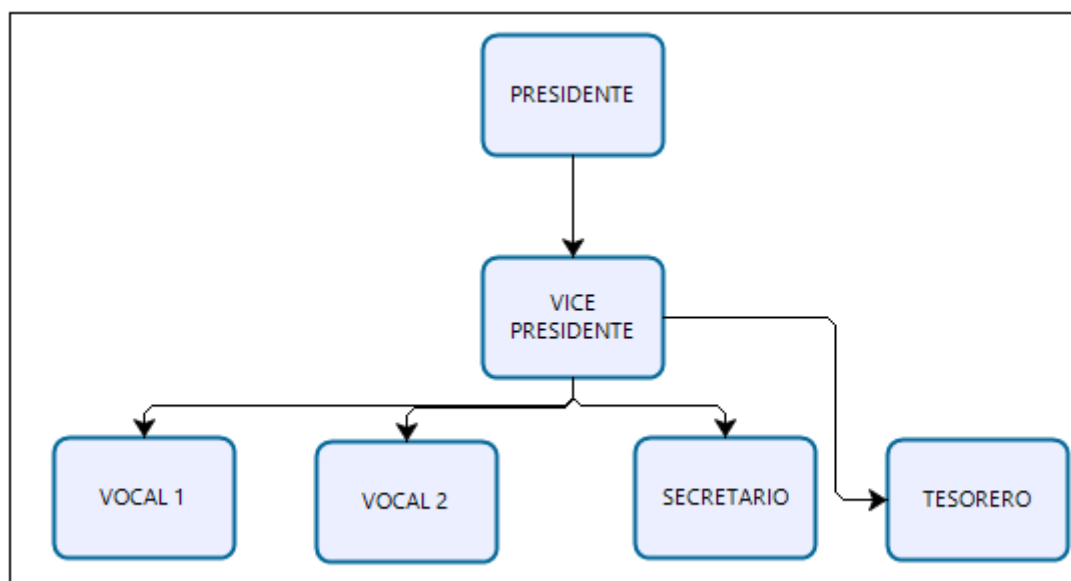 PRESIDENTE
VICE
PRESIDENTE
VOCAL 1
VOCAL 2
SECRETARIO
TESORERO